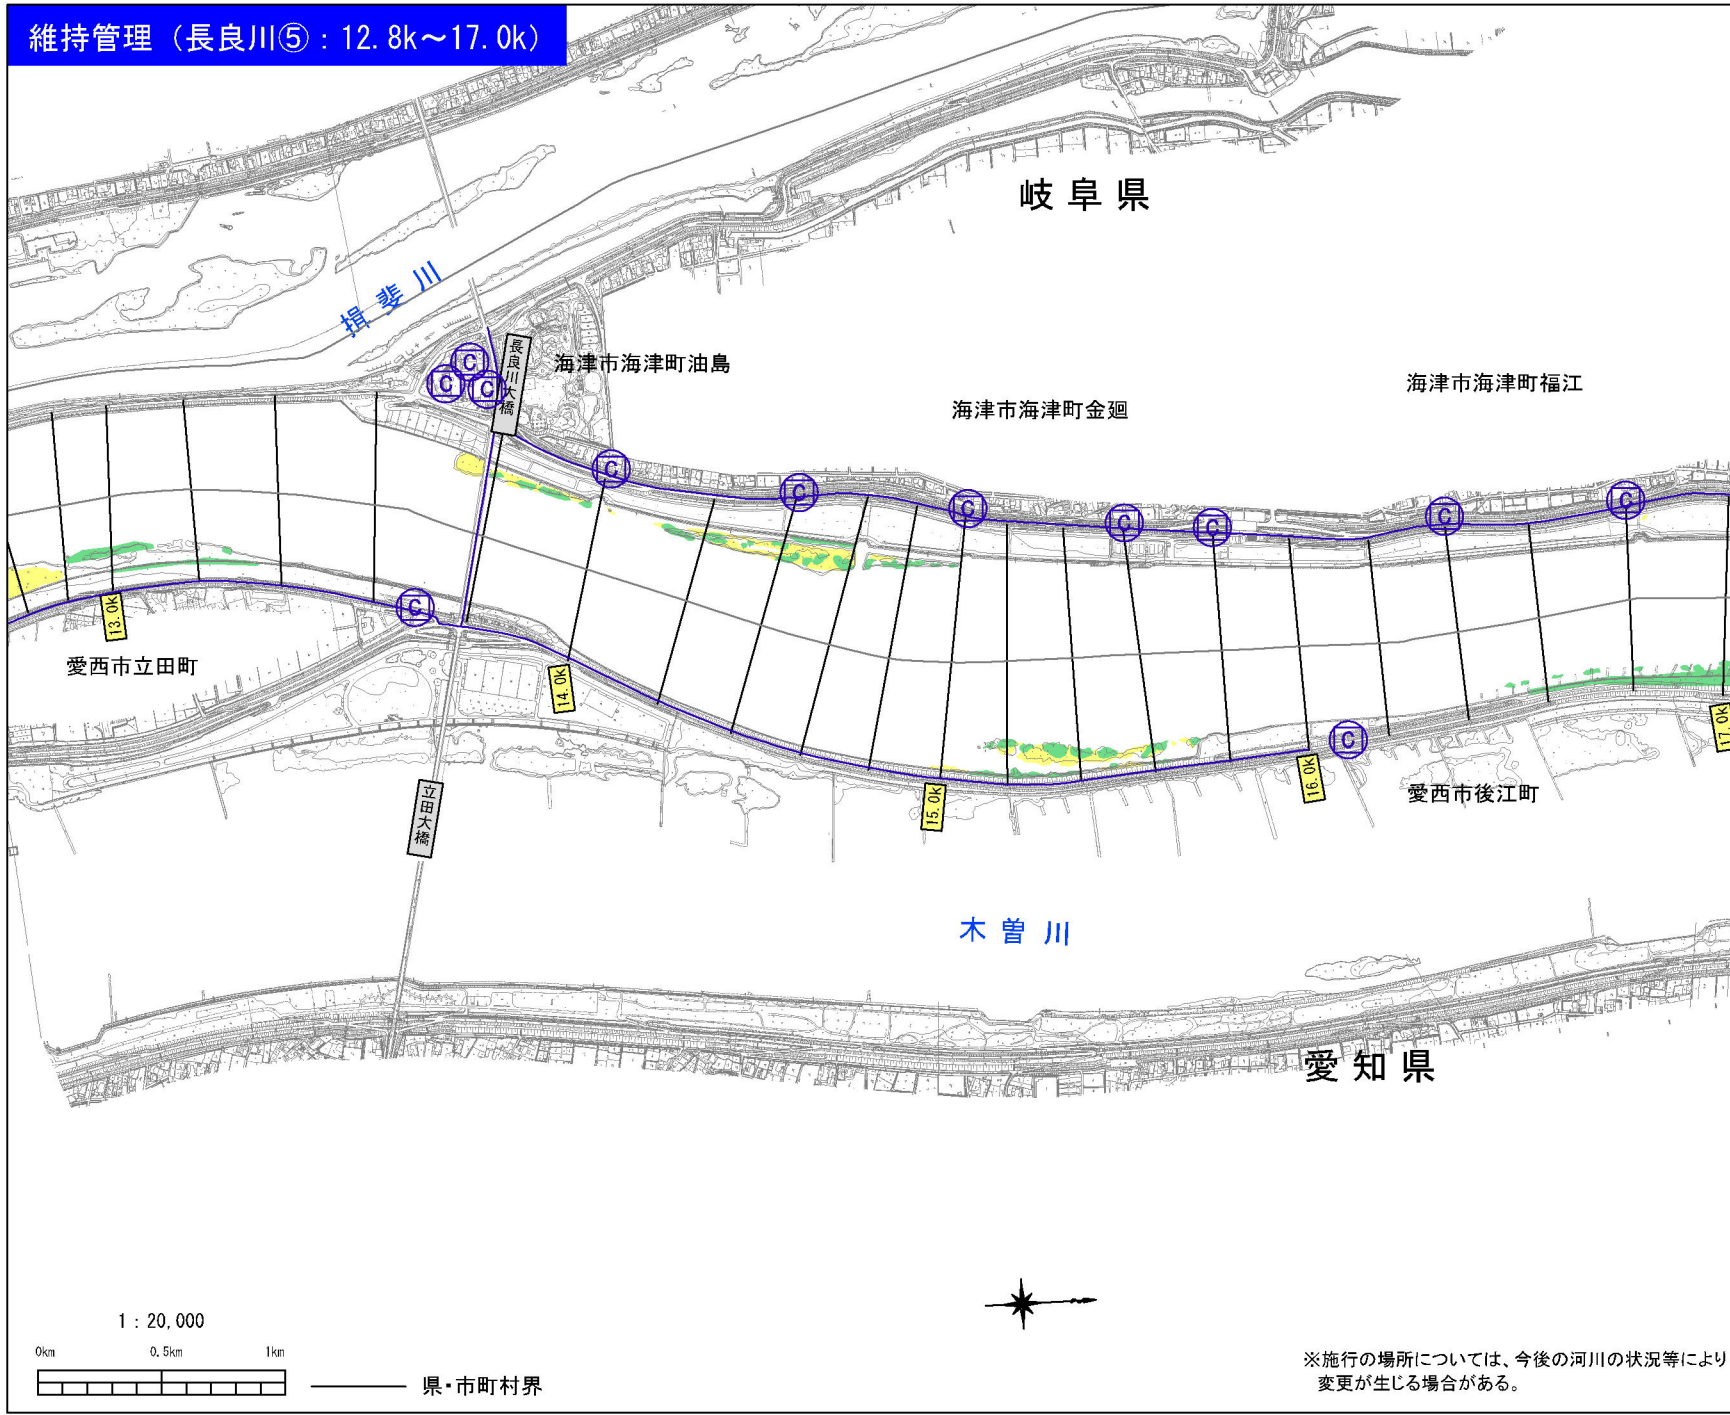 維持管理（長良川⑤：12.8k～17.0k）
岐阜県
揖斐川
長良川大橋
海津市海津町油島
海津市海津町金廻
海津市海津町福江
C
C
C
C
C
C
C
C
C
C
C
C
13.0k
14.0k
15.0k
16.0k
17.0k
愛西市立田町
愛西市後江町
立田大橋
木曽川
愛知県
1：20,000
0km 0.5km 1km
県・市町村界
※施行の場所については、今後の河川の状況等により
変更が生じる場合がある。